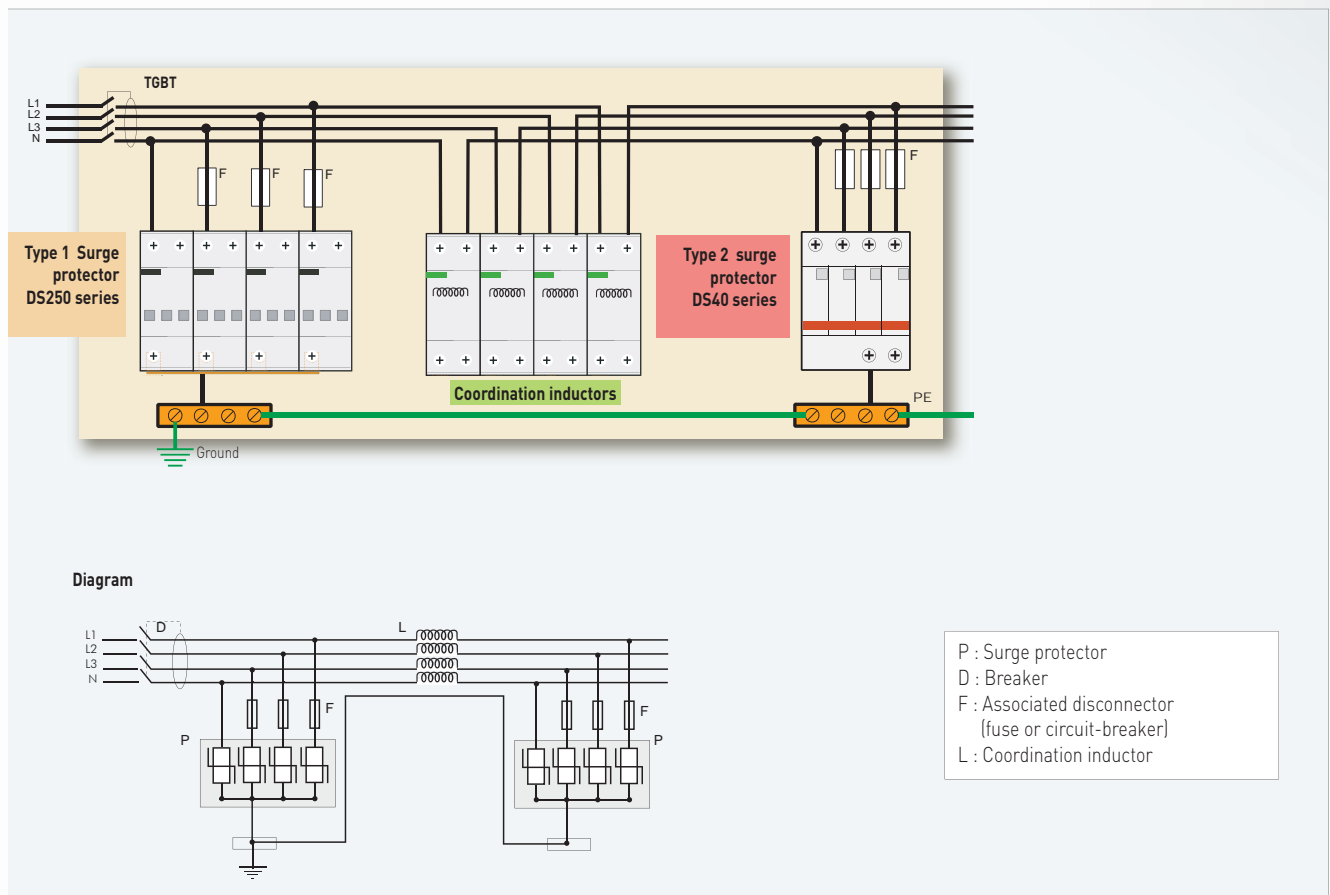 TGBT
L1
L2
L3
N
F
F
F
F
Type 1 Surge
protector
DS250 series
Type 2 surge
protector
DS40 series
Coordination inductors
PE
Ground
Diagram
D
L
L1
L2
L3
N
F
F
P
P
P : Surge protector
D : Breaker
F : Associated disconnector
(fuse or circuit-breaker)
L : Coordination inductor